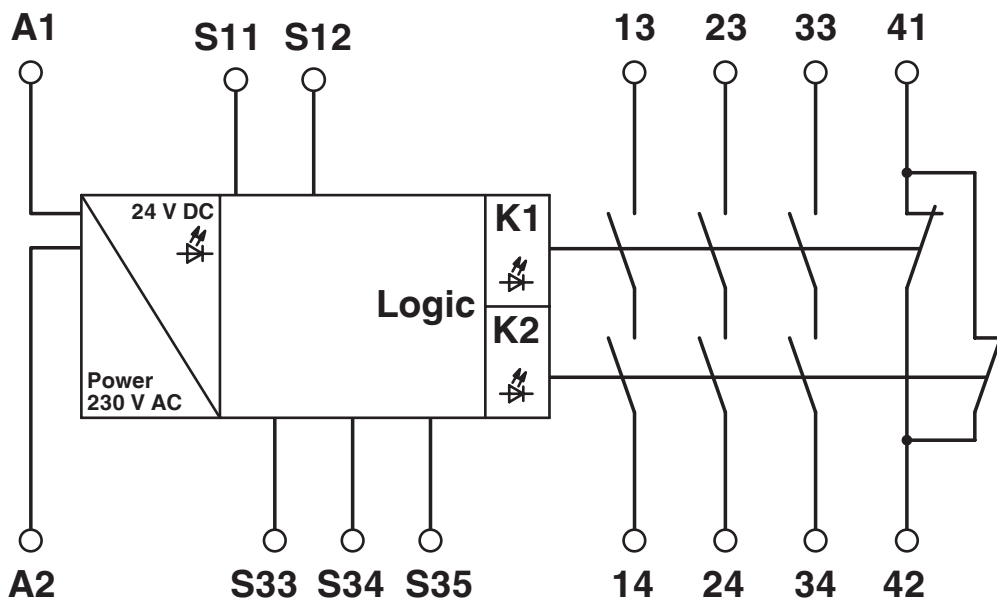 A1
S11
S12
13
23
33
41
24 V DC
K1
Logic
K2
Power
230 V AC
A2
S33
S34
S35
14
24
34
42